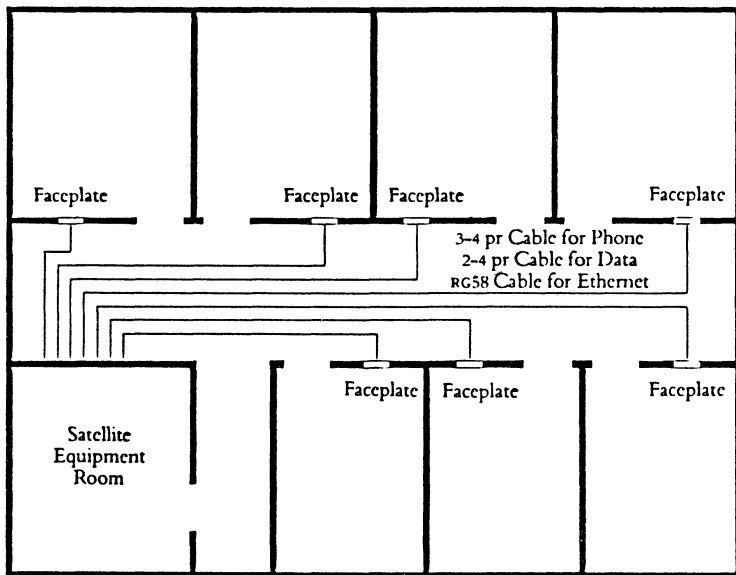 Faceplate
Faceplate
Faceplate
Faceplate
3-4 pr Cable for Phone
2-4 pr Cable for Data
RG58 Cable for Ethernet
Faceplate
Faceplate
Faceplate
Satellite
Equipment
Room